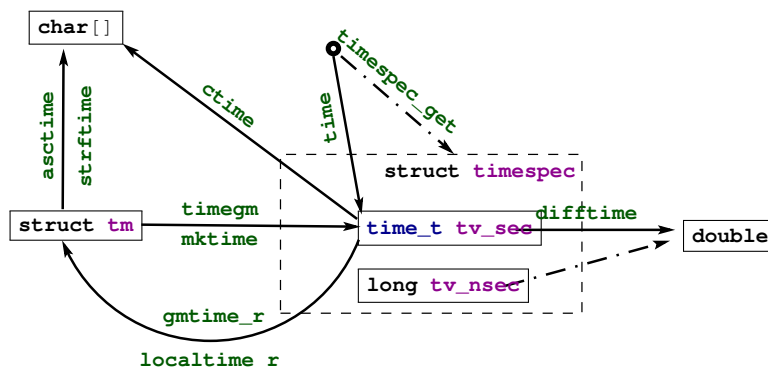 char[]
timespec_get
ctime
time
asctime
strftime
struct timespec
struct tm
timegm
mktime
time_t tv_sec
difftime
double
long tv_nsec
gmtime_r
localtime_r